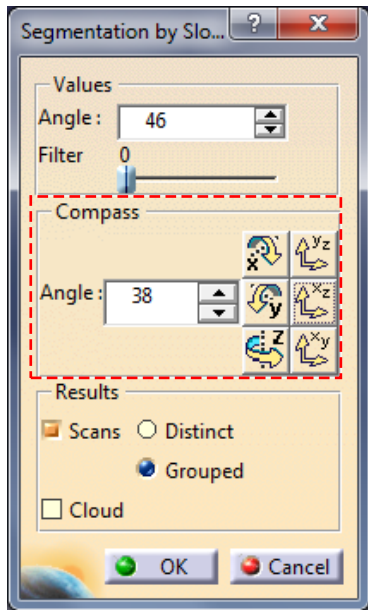 Segmentation by Slo... ? X
Values
Angle : 46
Filter 0
Compass
x yz
Angle : 38 y xz
z xy
Results
Scans Distinct
Grouped
Cloud
OK Cancel